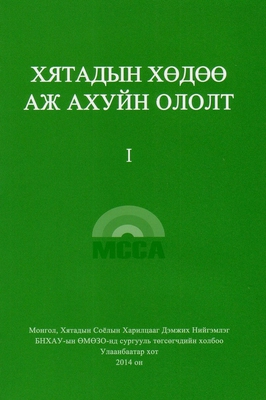 ХЯТАДЫН ХӨДӨӨ
АЖ АХУЙН ОЛОЛТ
I
MCCA
Монгол, Хятадын Соёлын Харилцааг Дэмжих Нийгэмлэг
БНХАУ-ын ӨМӨЗО-нд сургууль төгсөгчдийн холбоо
Улаанбаатар хот
2014 он